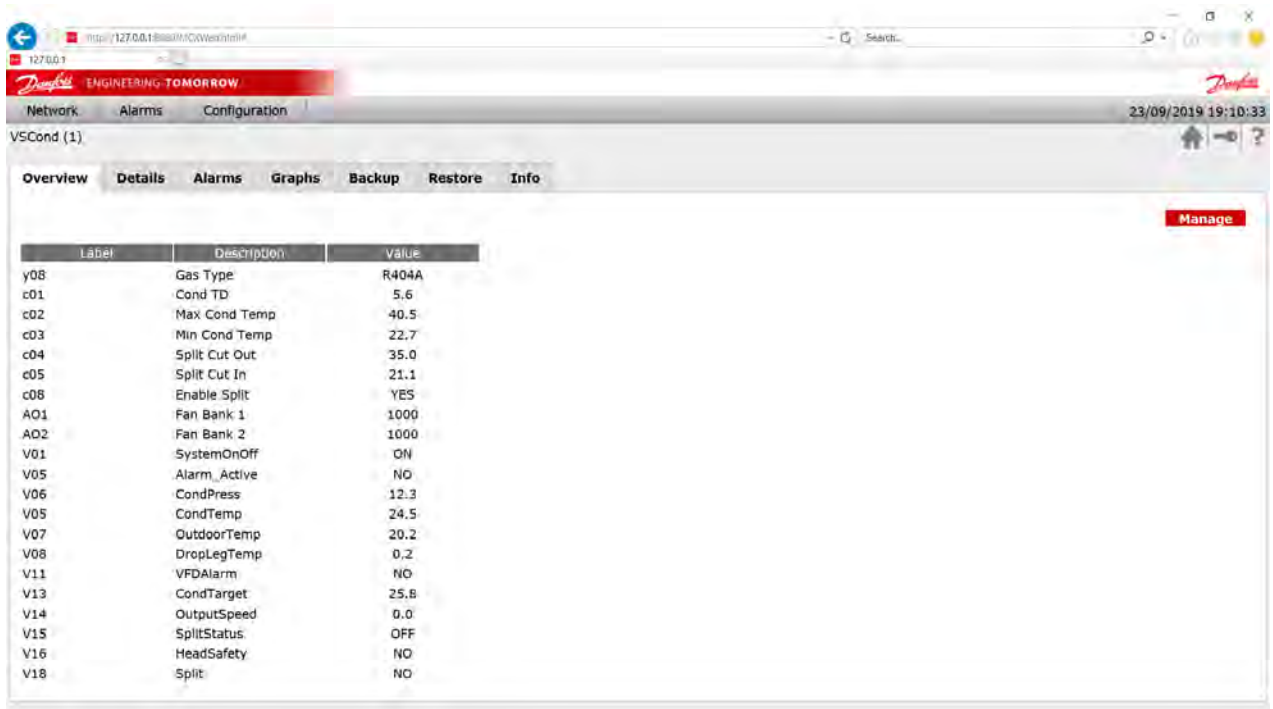 127.0.0.1
Search...
127.0.0.1
Danfoss ENGINEERING TOMORROW
Danfoss
Network Alarms Configuration 23/09/2019 19:10:33
VSCond (1)
?
Overview Details Alarms Graphs Backup Restore Info
Manage
Label Description Value
y08 Gas Type R404A
c01 Cond TD 5.6
c02 Max Cond Temp 40.5
c03 Min Cond Temp 22.7
c04 Split Cut Out 35.0
c05 Split Cut In 21.1
c08 Enable Split YES
AO1 Fan Bank 1 1000
AO2 Fan Bank 2 1000
V01 SystemOnOff ON
V05 Alarm_Active NO
V06 CondPress 12.3
V05 CondTemp 24.5
V07 OutdoorTemp 20.2
V08 DropLegTemp 0.2
V11 VFDAlarm NO
V13 CondTarget 25.8
V14 OutputSpeed 0.0
V15 SplitStatus OFF
V16 HeadSafety NO
V18 Split NO